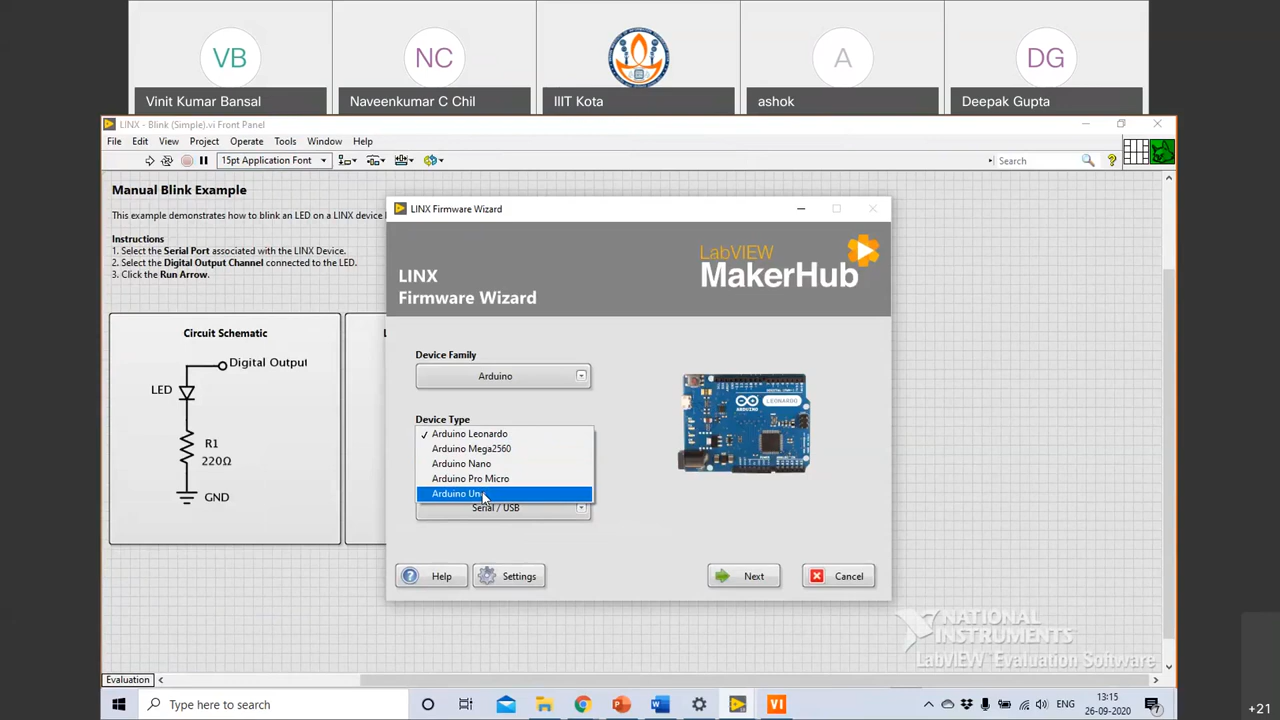 VB
NC
A
DG
Vinit Kumar Bansal
Naveenkumar C Chil
IIIT Kota
ashok
Deepak Gupta
LINX - Blink (Simple).vi Front Panel
File Edit View Project Operate Tools Window Help
15pt Application Font
Search
Manual Blink Example
This example demonstrates how to blink an LED on a LINX device
Instructions
1. Select the Serial Port associated with the LINX Device.
2. Select the Digital Output Channel connected to the LED.
3. Click the Run Arrow.
Circuit Schematic
Digital Output
LED
R1
220Ω
GND
LINX Firmware Wizard
LINX
Firmware Wizard
LabVIEW
MakerHub
Device Family
Arduino
Device Type
Arduino Leonardo
Arduino Mega2560
Arduino Nano
Arduino Pro Micro
Arduino Uno
Serial / USB
LEONARDO
ARDUINO
Help
Settings
Next
Cancel
NATIONAL
INSTRUMENTS
LabVIEW Evaluation Software
Evaluation
Type here to search
ENG
13:15
26-09-2020
7
+21